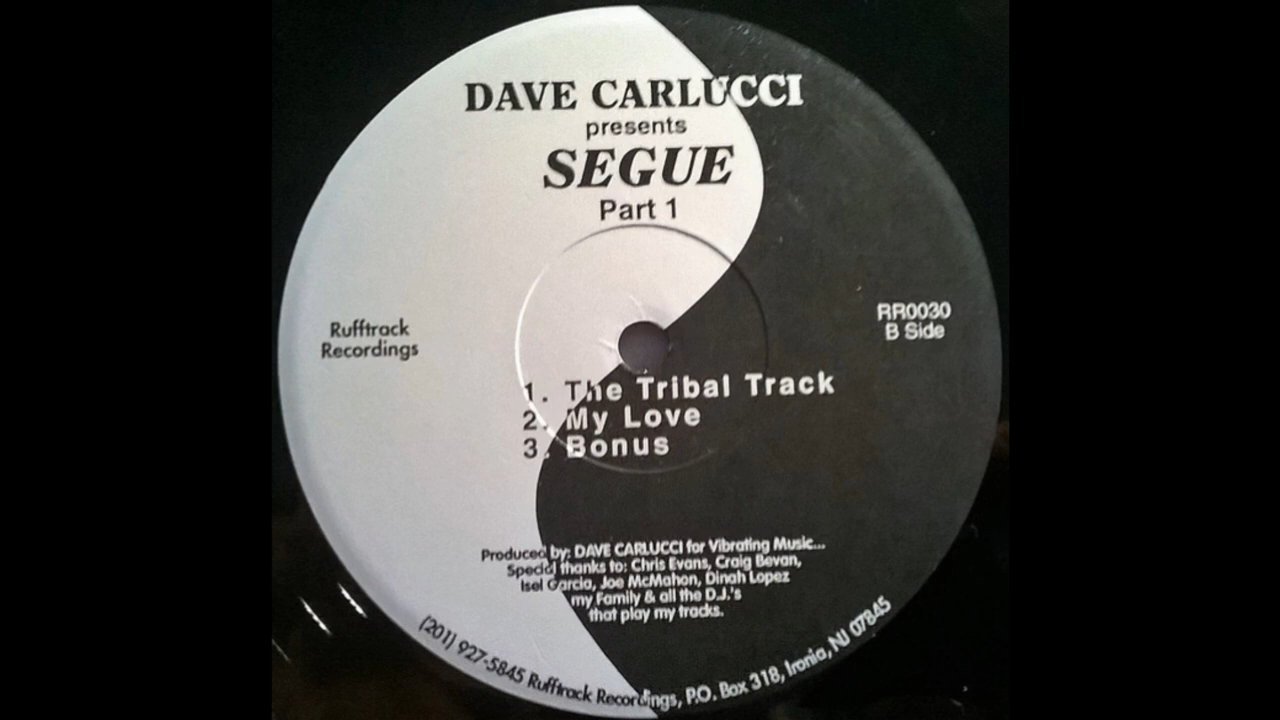 DAVE CARLUCCI
presents
SEGUE
Part 1
Rufftrack
Recordings
RR0030
B Side
1. The Tribal Track
2. My Love
3. Bonus
Produced by: DAVE CARLUCCI for Vibrating Music...
Special thanks to: Chris Evans, Craig Bevan,
Isel Garcia, Joe McMahon, Dinah Lopez
my Family & all the D.J.'s
that play my tracks.
(201) 927-5845 Rufftrack Recordings, P.O. Box 318, Ironia, NJ 07845